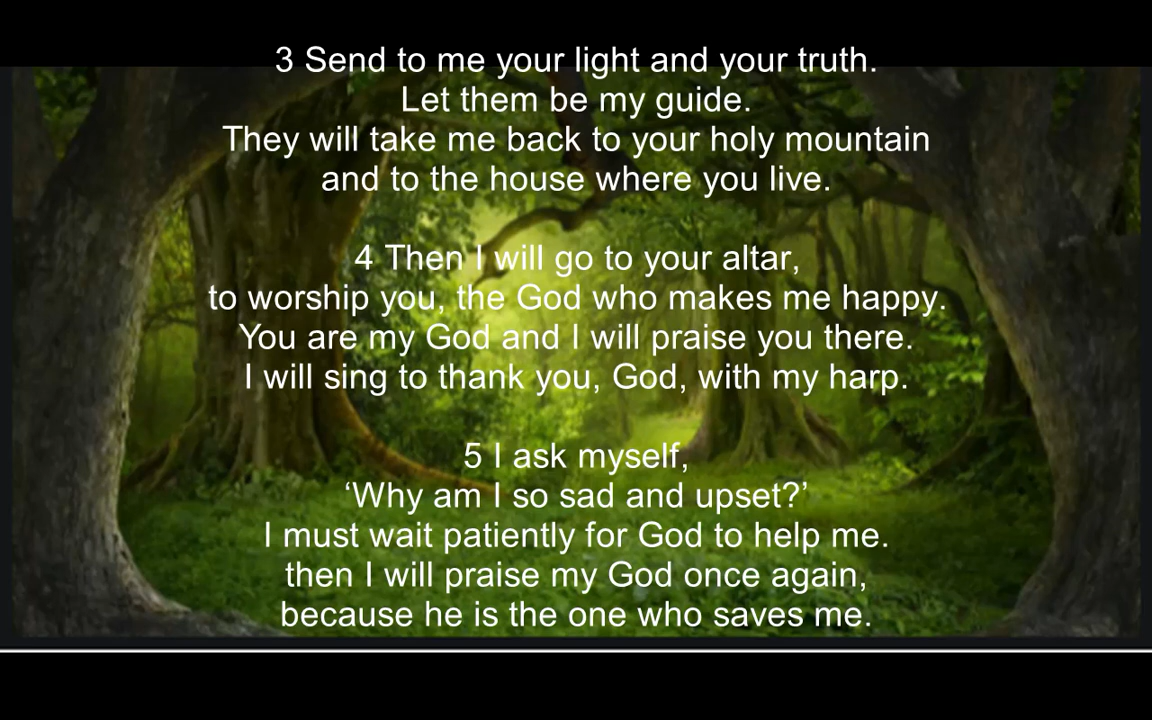 3 Send to me your light and your truth.
Let them be my guide.
They will take me back to your holy mountain
and to the house where you live.
4 Then I will go to your altar,
to worship you, the God who makes me happy.
You are my God and I will praise you there.
I will sing to thank you, God, with my harp.
5 I ask myself,
‘Why am I so sad and upset?’
I must wait patiently for God to help me.
then I will praise my God once again,
because he is the one who saves me.